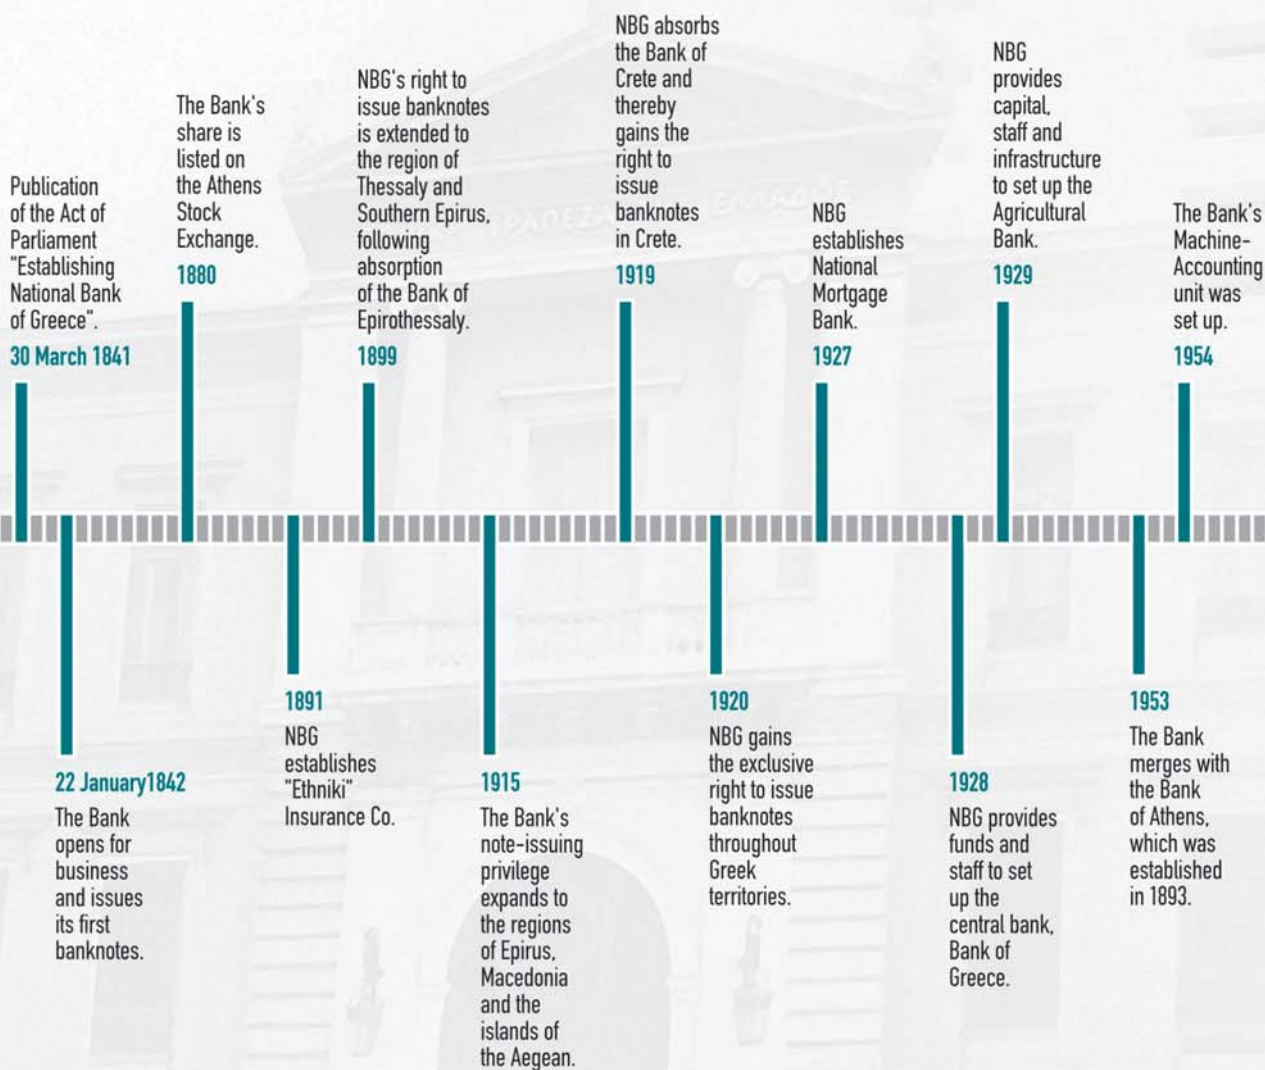 Publication
of the Act of
Parliament
"Establishing
National Bank
of Greece".
30 March 1841
22 January1842
The Bank
opens for
business
and issues
its first
banknotes.
The Bank's
share is
listed on
the Athens
Stock
Exchange.
1880
1891
NBG
establishes
"Ethniki"
Insurance Co.
NBG's right to
issue banknotes
is extended to
the region of
Thessaly and
Southern Epirus,
following
absorption
of the Bank of
Epirothessaly.
1899
1915
The Bank's
note-issuing
privilege
expands to
the regions
of Epirus,
Macedonia
and the
islands of
the Aegean.
NBG absorbs
the Bank of
Crete and
thereby
gains the
right to
issue
banknotes
in Crete.
1919
1920
NBG gains
the exclusive
right to issue
banknotes
throughout
Greek
territories.
NBG
establishes
National
Mortgage
Bank.
1927
1928
NBG provides
funds and
staff to set
up the
central bank,
Bank of
Greece.
NBG
provides
capital,
staff and
infrastructure
to set up the
Agricultural
Bank.
1929
1953
The Bank
merges with
the Bank
of Athens,
which was
established
in 1893.
The Bank's
Machine-
Accounting
unit was
set up.
1954